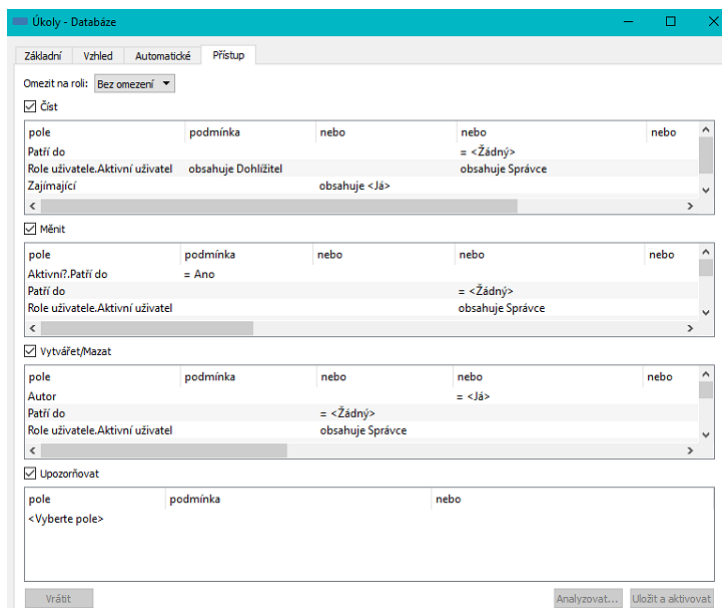 Úkoly - Databáze
Základní Vzhled Automatické Přístup
Omezit na roli: Bez omezení
Číst
pole podmínka nebo nebo nebo
Patří do = <Žádný>
Role uživatele.Aktivní uživatel obsahuje Dohlížitel obsahuje Správce
Zajímající obsahuje <Já>
Měnit
pole podmínka nebo nebo nebo
Aktivní?.Patří do = Ano
Patří do = <Žádný>
Role uživatele.Aktivní uživatel obsahuje Správce
Vytvářet/Mazat
pole podmínka nebo nebo nebo
Autor = <Já>
Patří do = <Žádný>
Role uživatele.Aktivní uživatel obsahuje Správce
Upozorňovat
pole podmínka nebo
<Vyberte pole>
Vrátit Analyzovat... Uložit a aktivovat